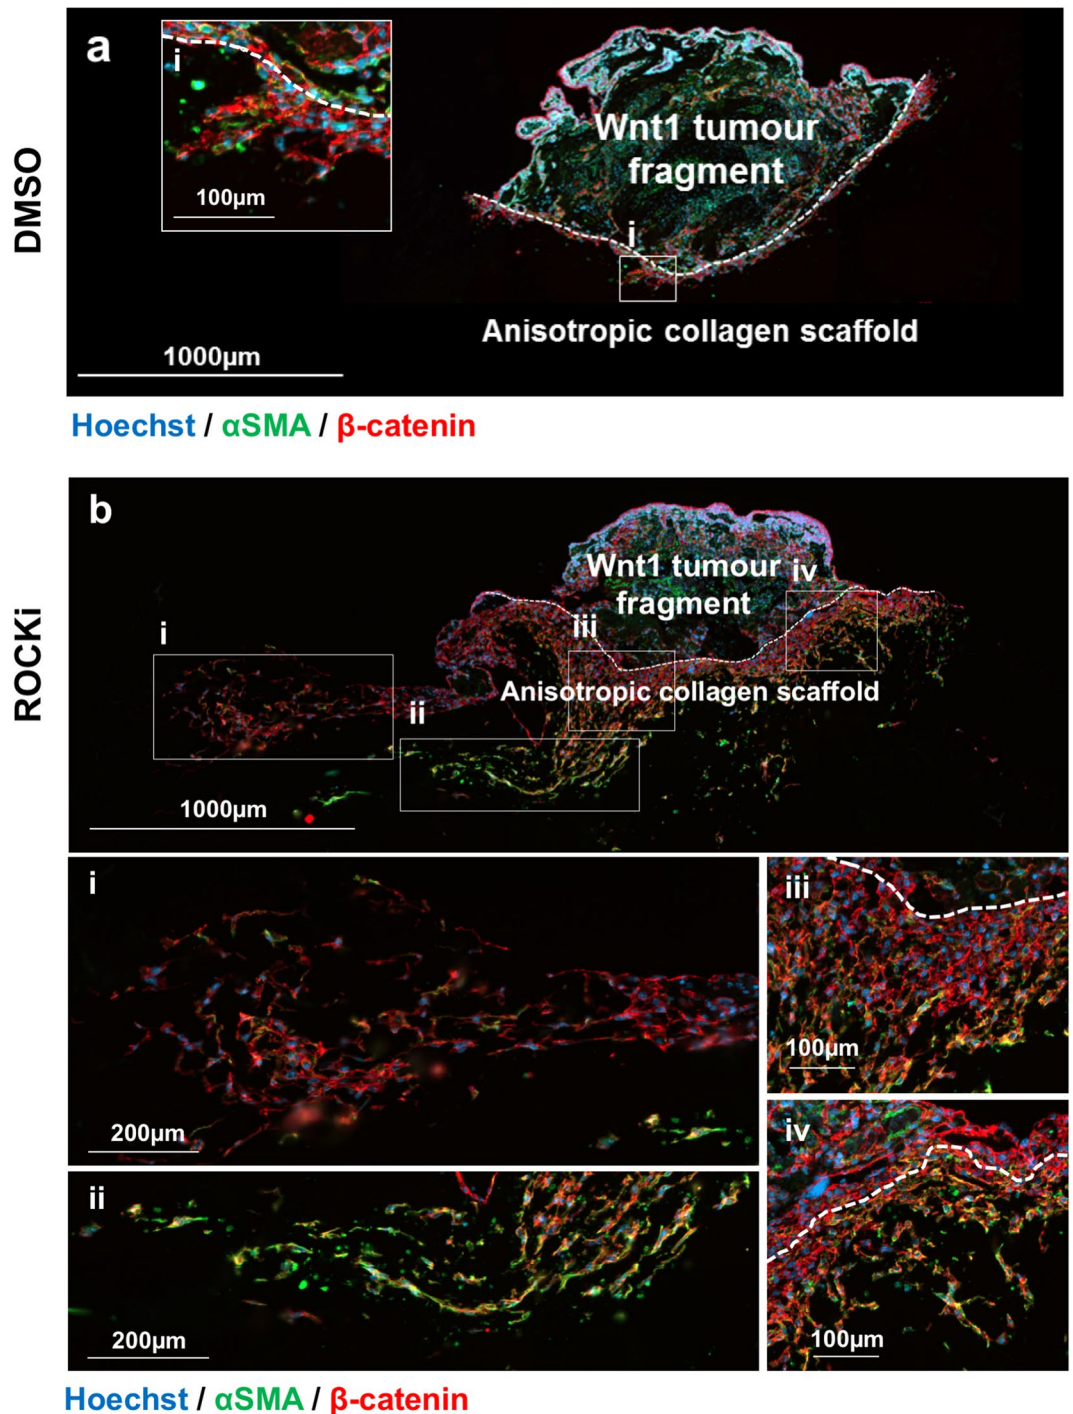 DMSO
a
i
100μm
Wnt1 tumour
fragment
i
Anisotropic collagen scaffold
1000μm
Hoechst / αSMA / β-catenin
ROCKi
b
Wnt1 tumour
fragment
iv
i
iii
Anisotropic collagen scaffold
ii
1000μm
i
200μm
iii
100μm
ii
200μm
iv
100μm
Hoechst / αSMA / β-catenin